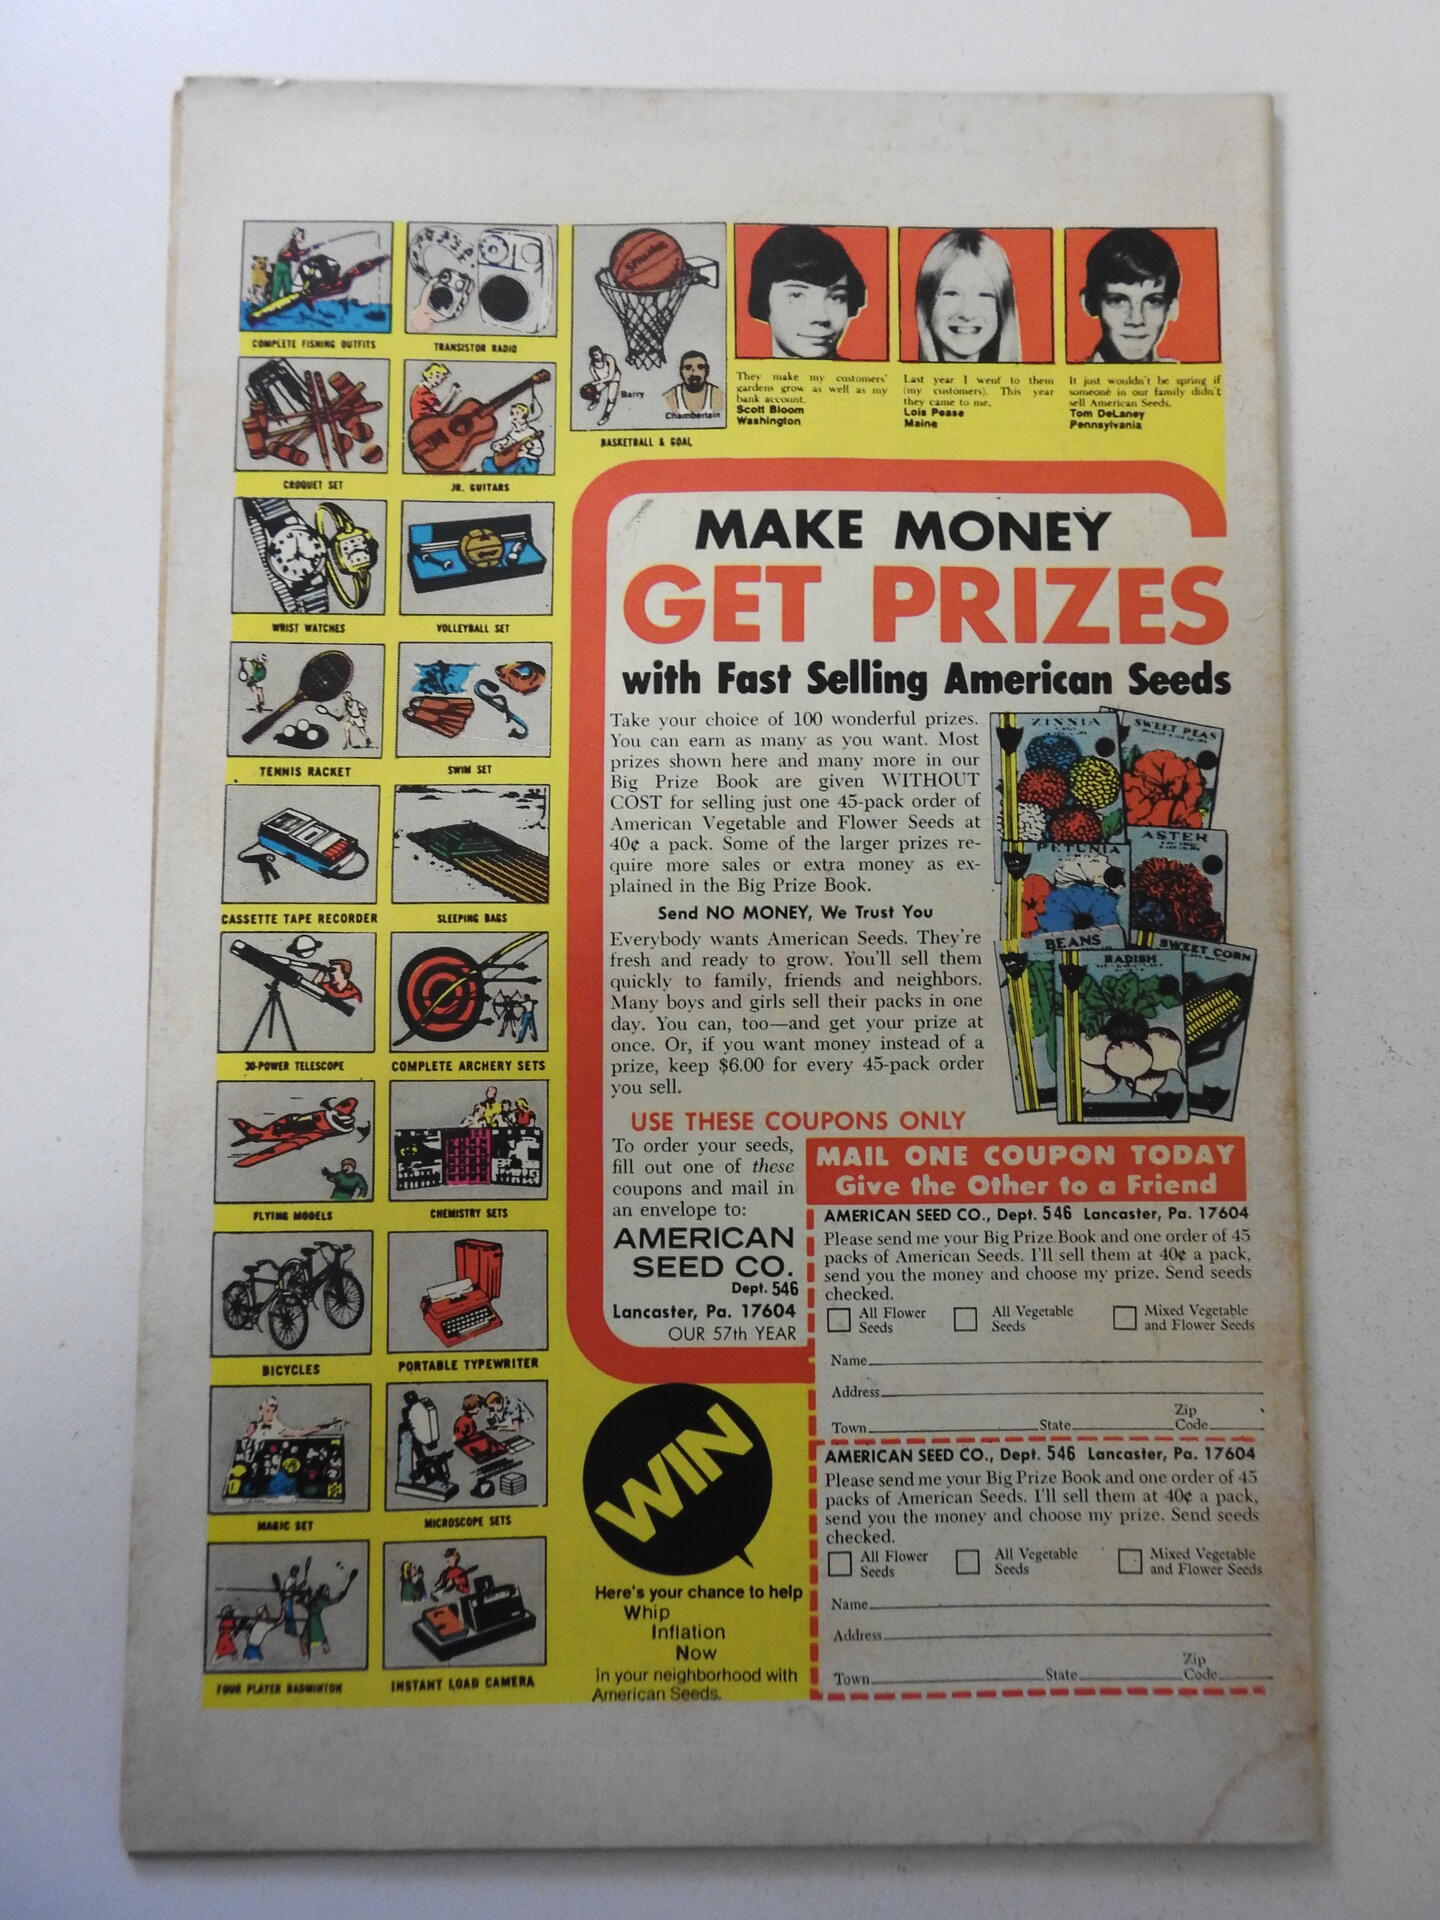 COMPLETE FISHING OUTFITS
TRANSISTOR RADIO
CROQUET SET
JR. GUITARS
WRIST WATCHES
VOLLEYBALL SET
TENNIS RACKET
SWIM SET
CASSETTE TAPE RECORDER
SLEEPING BAGS
30-POWER TELESCOPE
COMPLETE ARCHERY SETS
FLYING MODELS
CHEMISTRY SETS
BICYCLES
PORTABLE TYPEWRITER
MAGIC SET
MICROSCOPE SETS
FOUR PLAYER BADMINTON
INSTANT LOAD CAMERA
SPALDING
Barry
Chamberlain
BASKETBALL & GOAL
They make my customers'
gardens grow as well as my
bank account.
Scott Bloom
Washington
Last year I went to them
(my customers). This year
they came to me.
Lois Pease
Maine
It just wouldn't be spring if
someone in our family didn't
sell American Seeds.
Tom DeLaney
Pennsylvania
MAKE MONEY
GET PRIZES
with Fast Selling American Seeds
Take your choice of 100 wonderful prizes.
You can earn as many as you want. Most
prizes shown here and many more in our
Big Prize Book are given WITHOUT
COST for selling just one 45-pack order of
American Vegetable and Flower Seeds at
40¢ a pack. Some of the larger prizes re-
quire more sales or extra money as ex-
plained in the Big Prize Book.
Send NO MONEY, We Trust You
Everybody wants American Seeds. They're
fresh and ready to grow. You'll sell them
quickly to family, friends and neighbors.
Many boys and girls sell their packs in one
day. You can, too—and get your prize at
once. Or, if you want money instead of a
prize, keep $6.00 for every 45-pack order
you sell.
ZINNIA
SWEET PEAS
PETUNIA
ASTER
BEANS
RADISH
SWEET CORN
USE THESE COUPONS ONLY
To order your seeds,
fill out one of these
coupons and mail in
an envelope to:
AMERICAN
SEED CO.
Dept. 546
Lancaster, Pa. 17604
OUR 57th YEAR
MAIL ONE COUPON TODAY
Give the Other to a Friend
AMERICAN SEED CO., Dept. 546 Lancaster, Pa. 17604
Please send me your Big Prize Book and one order of 45
packs of American Seeds. I'll sell them at 40¢ a pack,
send you the money and choose my prize. Send seeds
checked.
All Flower Seeds
All Vegetable Seeds
Mixed Vegetable and Flower Seeds
Name
Address
Town State Zip Code
AMERICAN SEED CO., Dept. 546 Lancaster, Pa. 17604
Please send me your Big Prize Book and one order of 45
packs of American Seeds. I'll sell them at 40¢ a pack,
send you the money and choose my prize. Send seeds
checked.
All Flower Seeds
All Vegetable Seeds
Mixed Vegetable and Flower Seeds
Name
Address
Town State Zip Code
WIN
Here's your chance to help
Whip
Inflation
Now
in your neighborhood with
American Seeds.